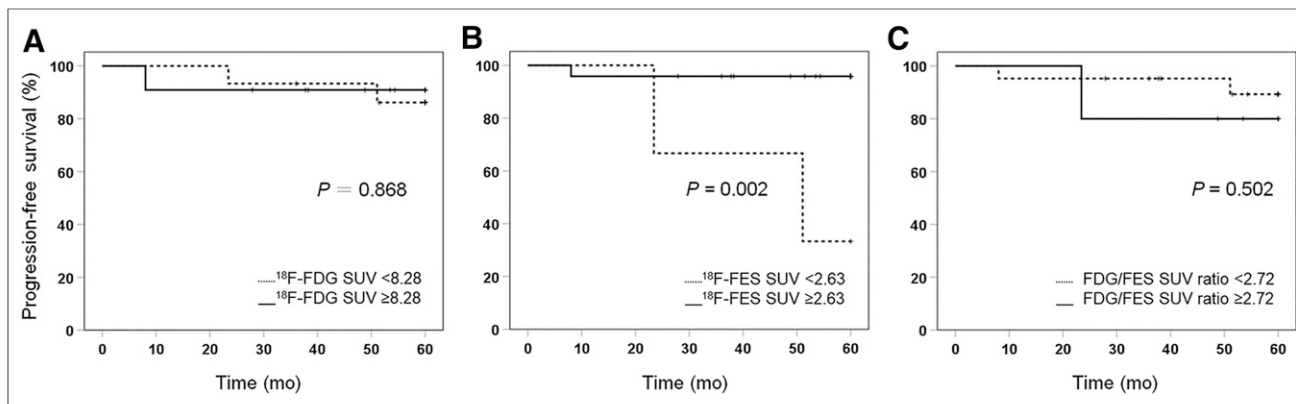 A
100
80
60
40
20
0
Progression-free survival (%)
P = 0.868
¹⁸F-FDG SUV <8.28
¹⁸F-FDG SUV ≥8.28
0 10 20 30 40 50 60
Time (mo)
B
100
80
60
40
20
0
P = 0.002
¹⁸F-FES SUV <2.63
¹⁸F-FES SUV ≥2.63
0 10 20 30 40 50 60
Time (mo)
C
100
80
60
40
20
0
P = 0.502
FDG/FES SUV ratio <2.72
FDG/FES SUV ratio ≥2.72
0 10 20 30 40 50 60
Time (mo)